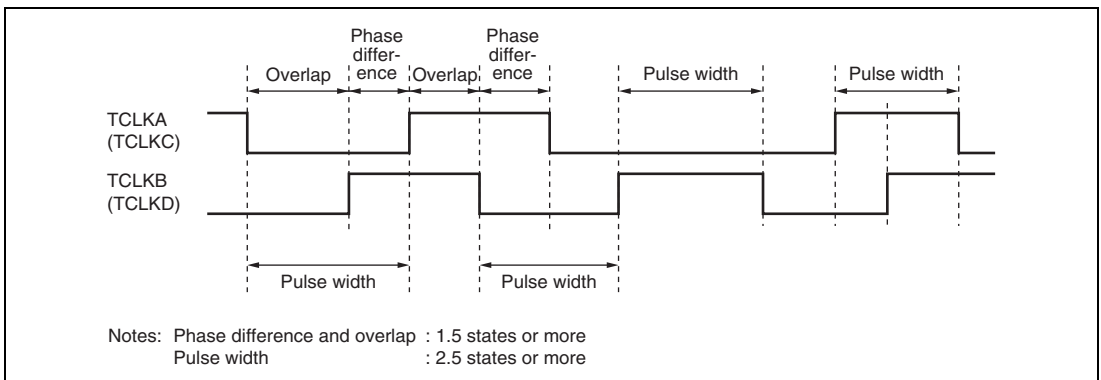 Phase
differ-
ence
Phase
differ-
ence
Overlap
Overlap
Pulse width
Pulse width
TCLKA
(TCLKC)
TCLKB
(TCLKD)
Pulse width
Pulse width
Notes: Phase difference and overlap : 1.5 states or more
Pulse width : 2.5 states or more